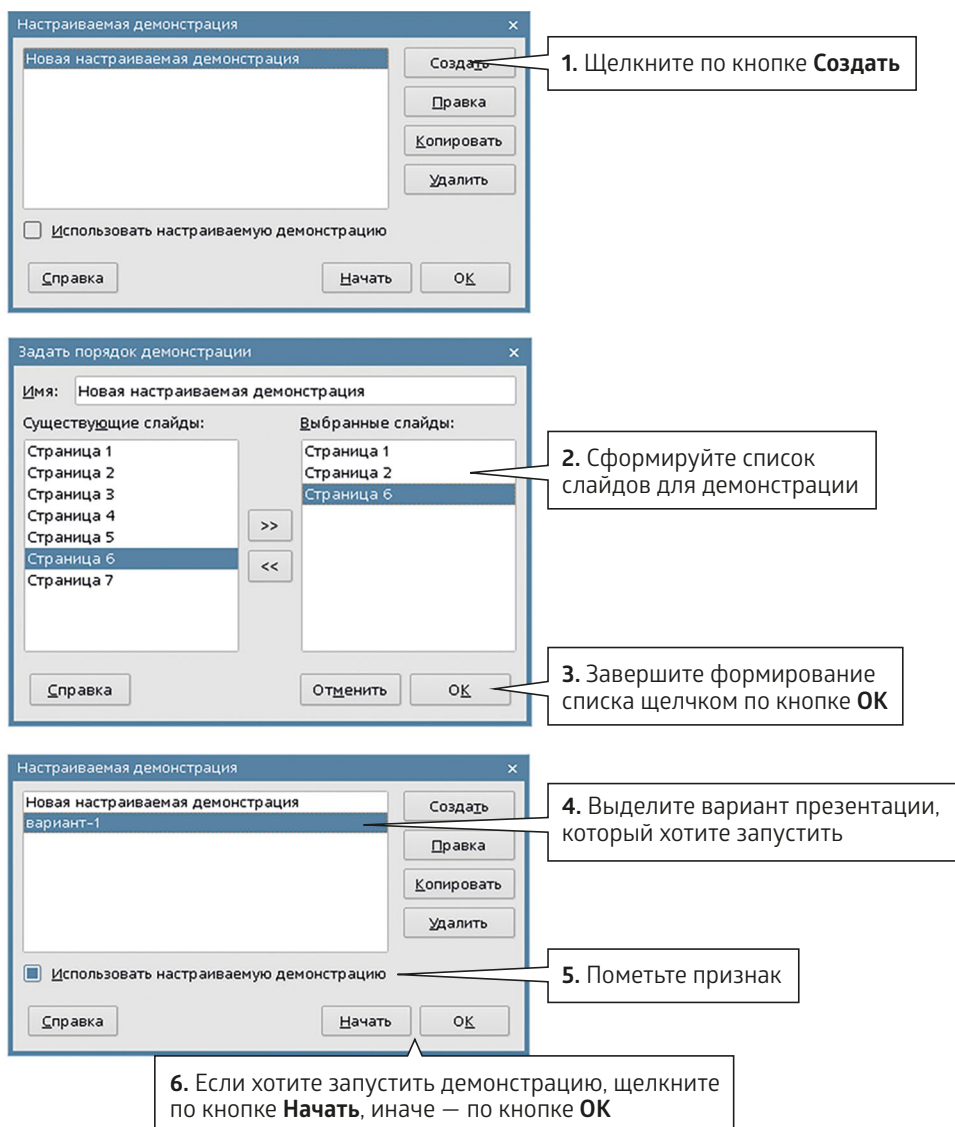 Настраиваемая демонстрация ×
Новая настраиваемая демонстрация
Создать
Правка
Копировать
Удалить
Использовать настраиваемую демонстрацию
Справка
Начать
ОК
1. Щелкните по кнопке Создать
Задать порядок демонстрации ×
Имя: Новая настраиваемая демонстрация
Существующие слайды:
Страница 1
Страница 2
Страница 3
Страница 4
Страница 5
Страница 6
Страница 7
>>
<<
Выбранные слайды:
Страница 1
Страница 2
Страница 6
Справка
Отменить
ОК
2. Сформируйте список
слайдов для демонстрации
3. Завершите формирование
списка щелчком по кнопке ОК
Настраиваемая демонстрация ×
Новая настраиваемая демонстрация
вариант-1
Создать
Правка
Копировать
Удалить
Использовать настраиваемую демонстрацию
Справка
Начать
ОК
4. Выделите вариант презентации,
который хотите запустить
5. Пометьте признак
6. Если хотите запустить демонстрацию, щелкните
по кнопке Начать, иначе — по кнопке ОК